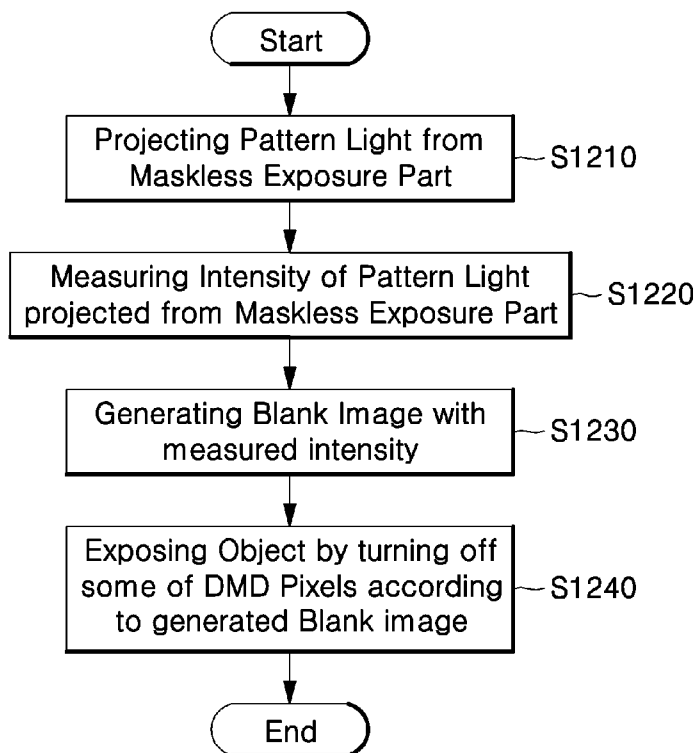 Start
Projecting Pattern Light from
Maskless Exposure Part
S1210
Measuring Intensity of Pattern Light
projected from Maskless Exposure Part
S1220
Generating Blank Image with
measured intensity
S1230
Exposing Object by turning off
some of DMD Pixels according
to generated Blank image
S1240
End